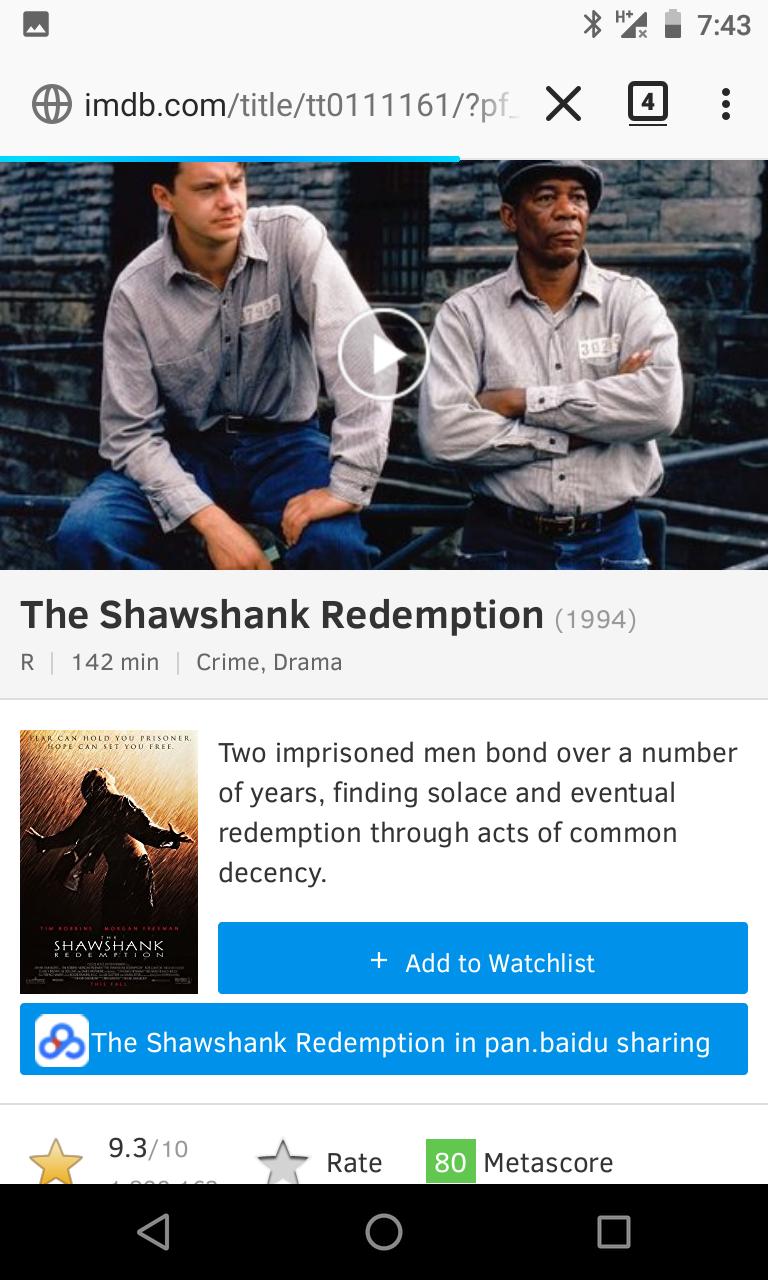 H+
7:43
imdb.com/title/tt0111161/?pf_
4
The Shawshank Redemption (1994)
R | 142 min | Crime, Drama
FEAR CAN HOLD YOU PRISONER.
HOPE CAN SET YOU FREE.
TIM ROBBINS MORGAN FREEMAN
THE
SHAWSHANK
REDEMPTION
THIS FALL
Two imprisoned men bond over a number
of years, finding solace and eventual
redemption through acts of common
decency.
+ Add to Watchlist
The Shawshank Redemption in pan.baidu sharing
9.3/10
Rate
80 Metascore